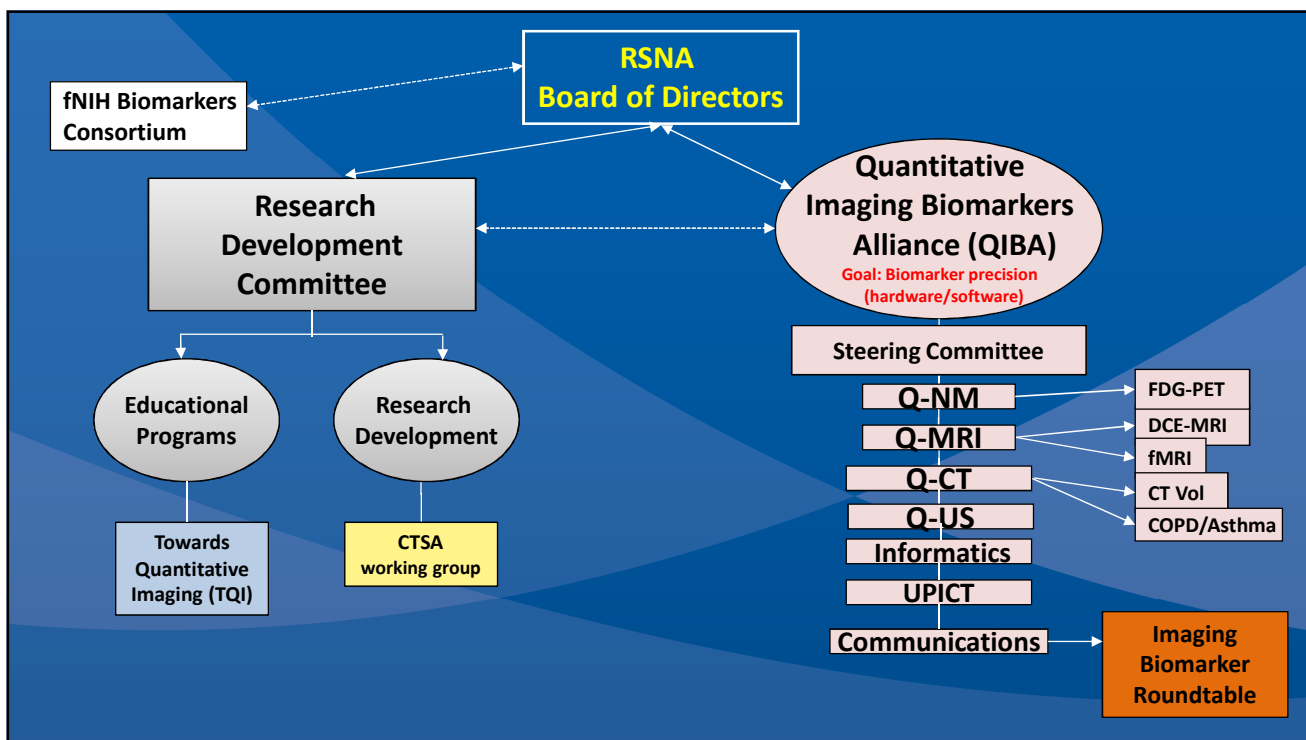 RSNA
Board of Directors
fNIH Biomarkers
Consortium
Quantitative
Imaging Biomarkers
Alliance (QIBA)
Goal: Biomarker precision
(hardware/software)
Research
Development
Committee
Steering Committee
Educational
Programs
Research
Development
Q-NM
Q-MRI
Q-CT
Q-US
Informatics
UPICT
Communications
FDG-PET
DCE-MRI
fMRI
CT Vol
COPD/Asthma
Towards
Quantitative
Imaging (TQI)
CTSA
working group
Imaging
Biomarker
Roundtable